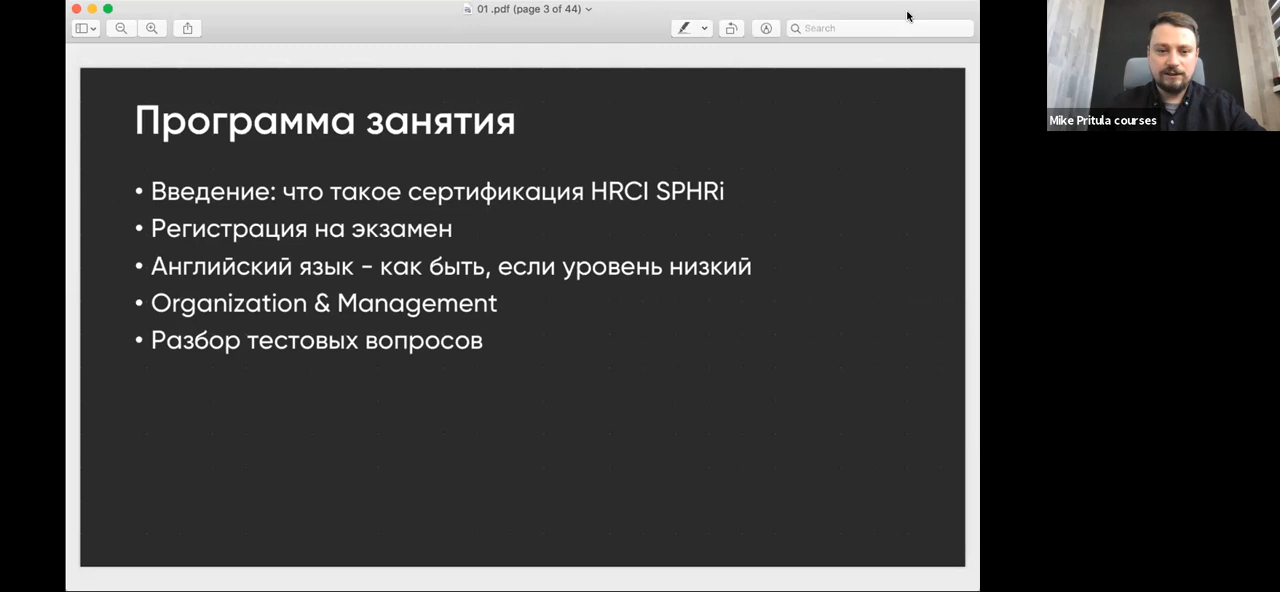 01 .pdf (page 3 of 44)
Search
Программа занятия
• Введение: что такое сертификация HRCI SPHRi
• Регистрация на экзамен
• Английский язык - как быть, если уровень низкий
• Organization & Management
• Разбор тестовых вопросов
Mike Pritula courses